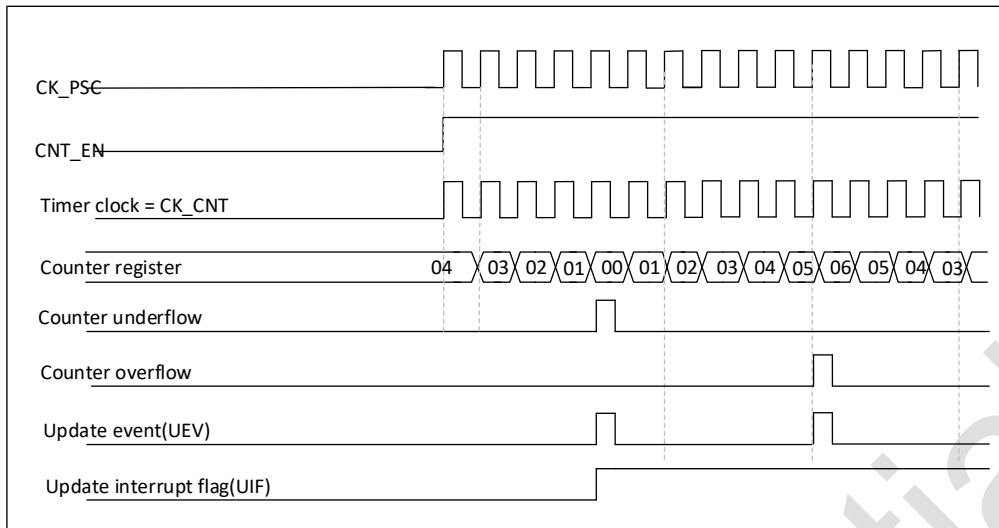 CK_PSC
CNT_EN
Timer clock = CK_CNT
Counter register 04 03 02 01 00 01 02 03 04 05 06 05 04 03
Counter underflow
Counter overflow
Update event(UEV)
Update interrupt flag(UIF)